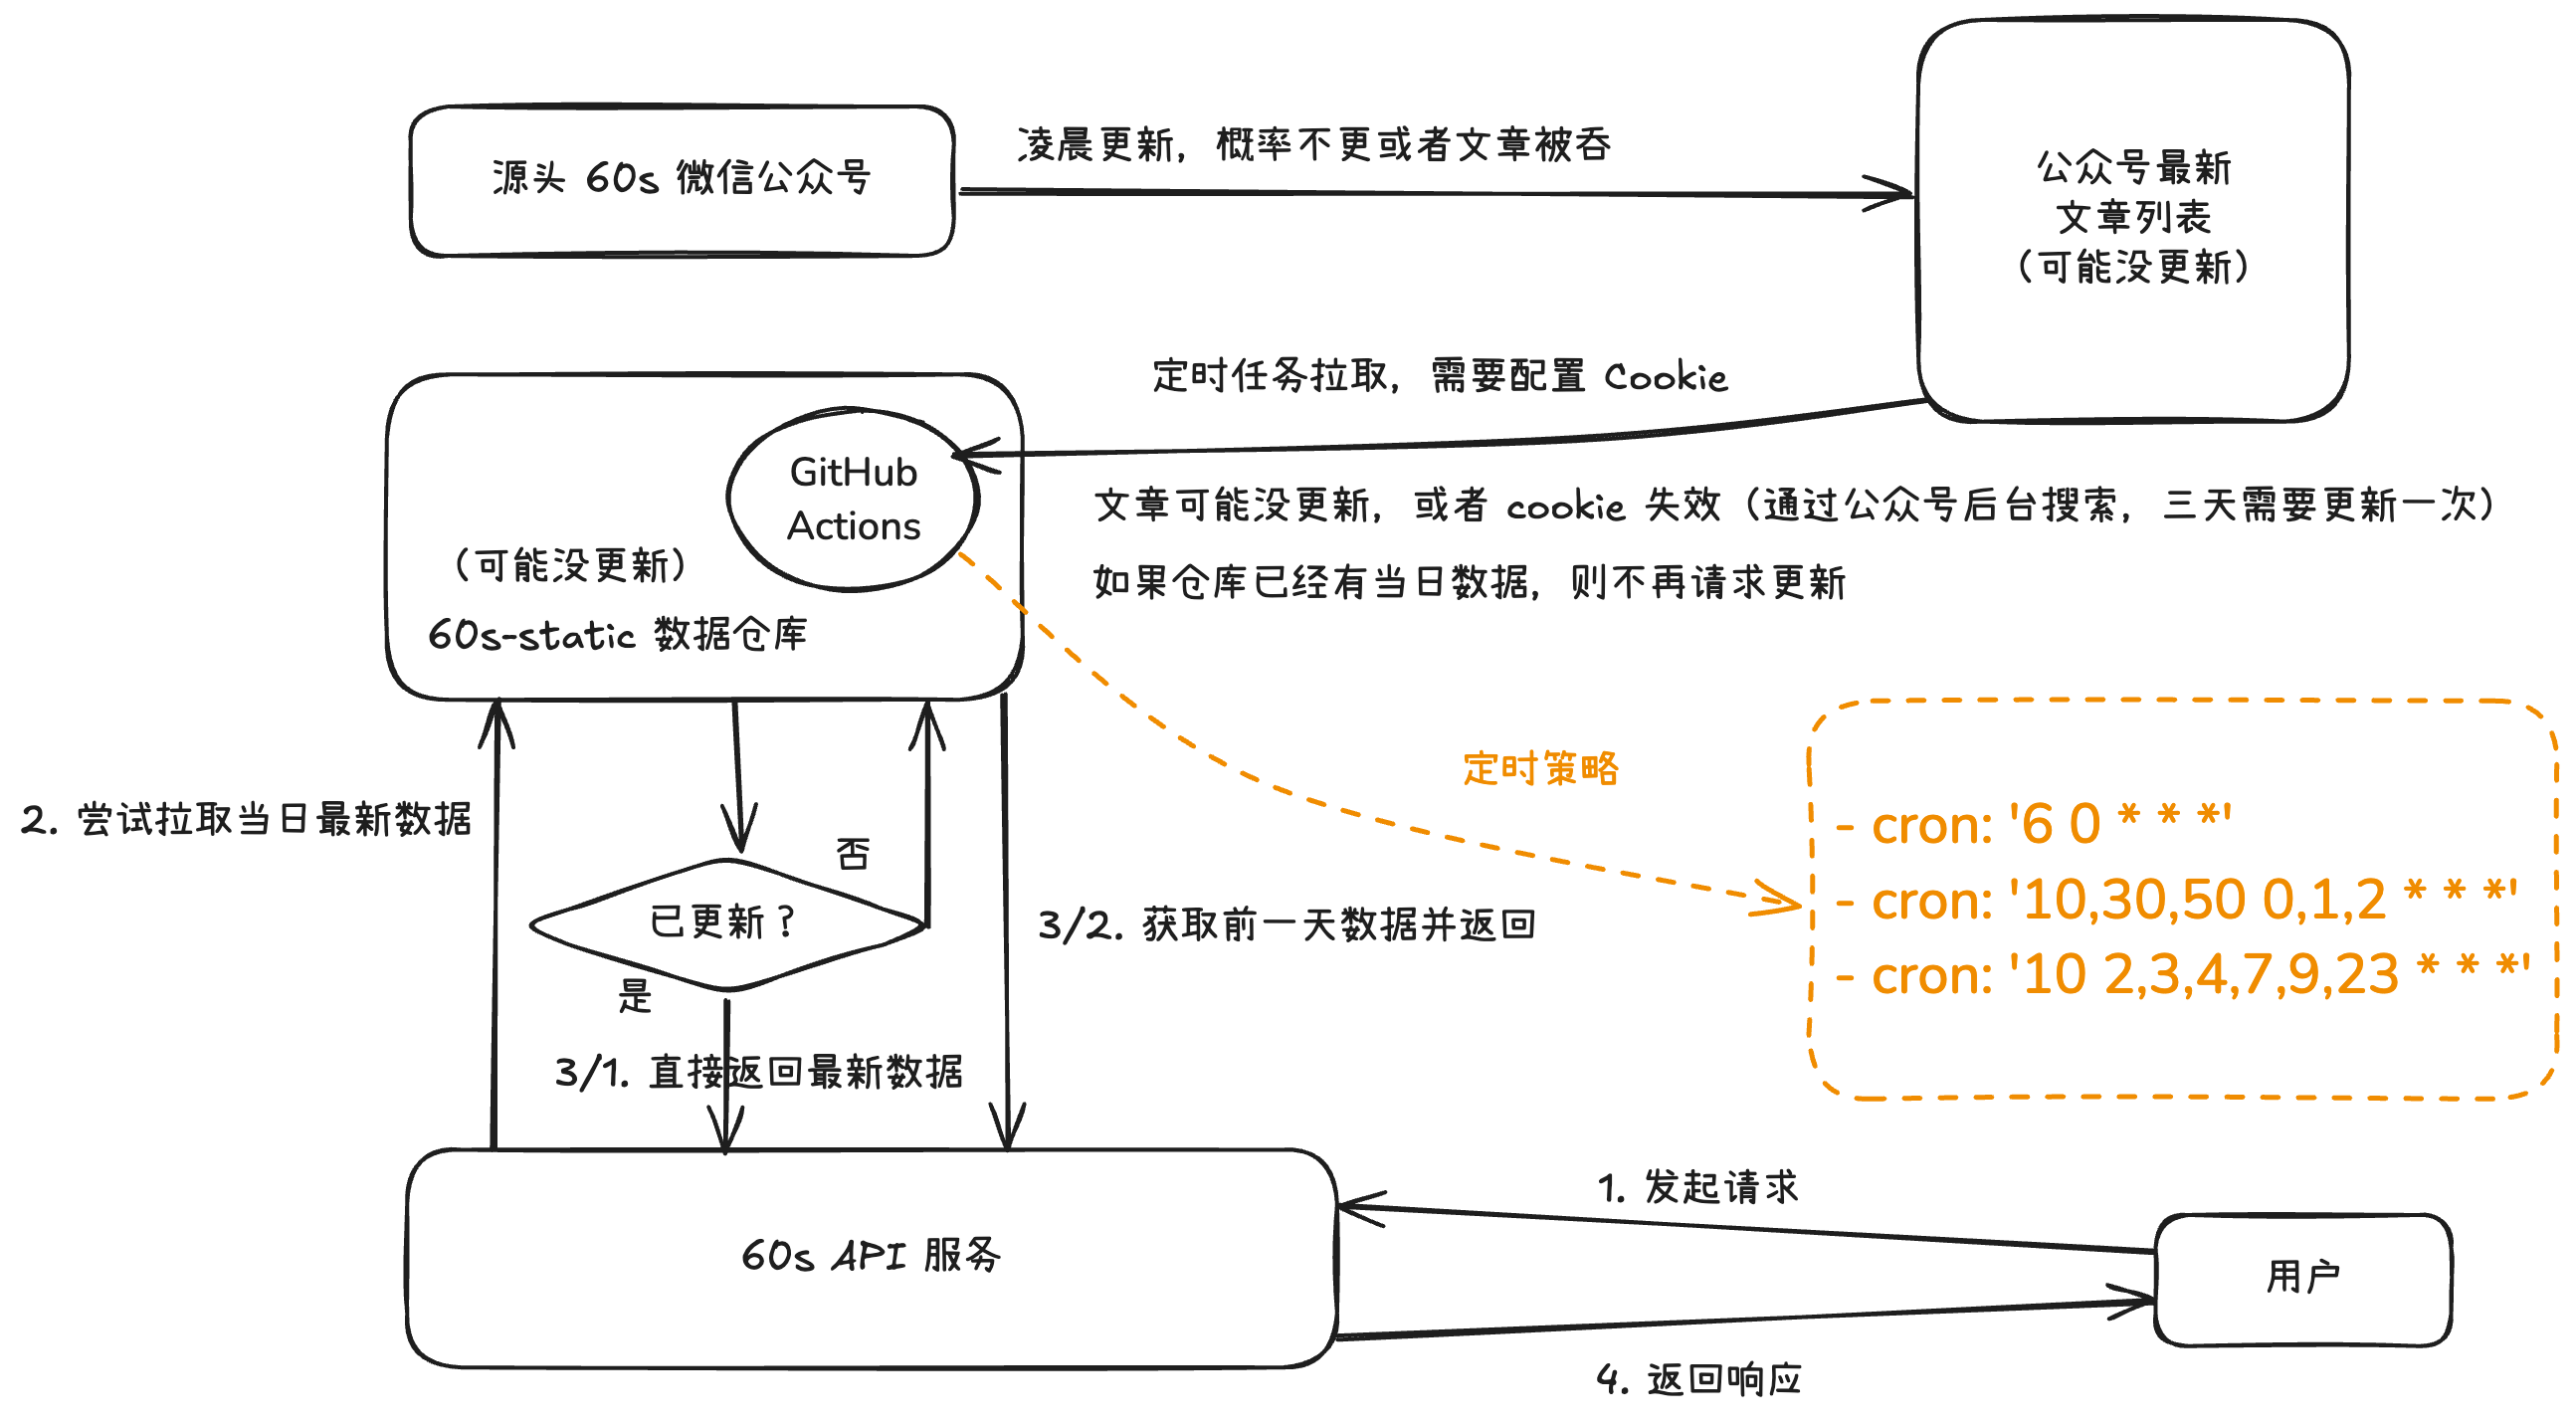 源头 60s 微信公众号
凌晨更新，概率不更或者文章被吞
公众号最新
文章列表
（可能没更新）
定时任务拉取，需要配置 Cookie
GitHub
Actions
（可能没更新）
60s-static 数据仓库
文章可能没更新，或者 cookie 失效（通过公众号后台搜索，三天需要更新一次）
如果仓库已经有当日数据，则不再请求更新
定时策略
- cron: '6 0 * * *'
- cron: '10,30,50 0,1,2 * * *'
- cron: '10 2,3,4,7,9,23 * * *'
2. 尝试拉取当日最新数据
否
已更新？
是
3/1. 直接返回最新数据
3/2. 获取前一天数据并返回
60s API 服务
1. 发起请求
用户
4. 返回响应